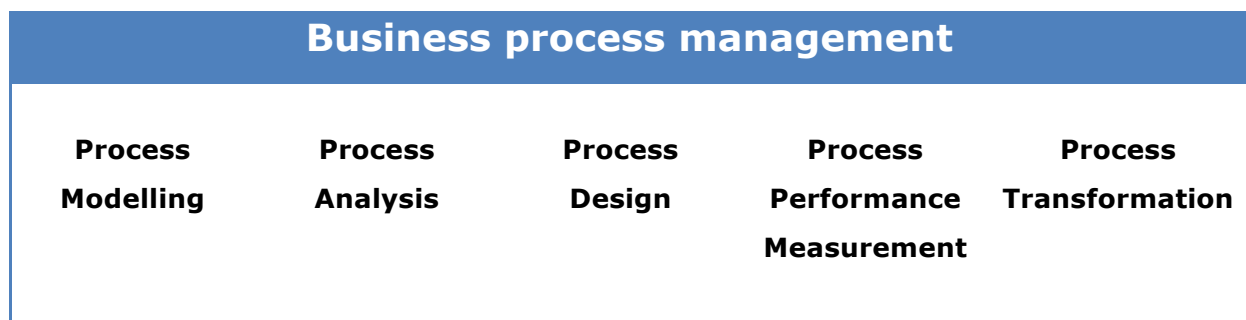 Business process management
Process Modelling
Process Analysis
Process Design
Process Performance Measurement
Process Transformation